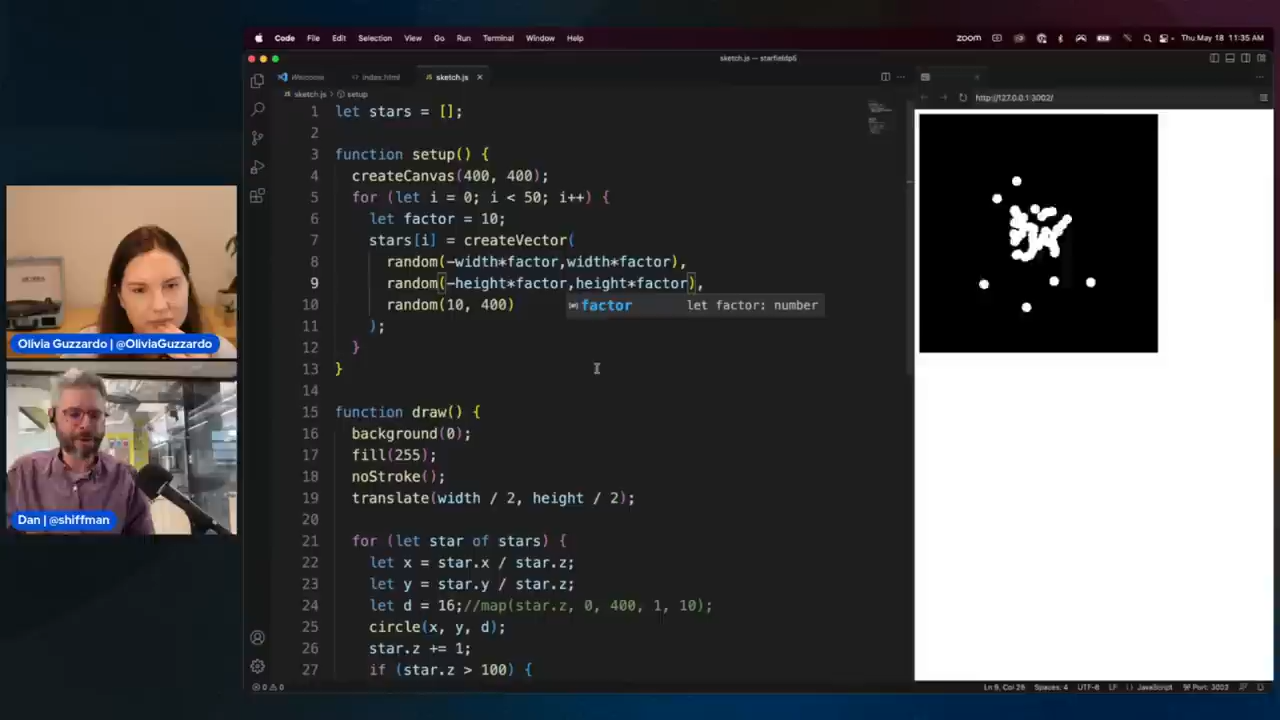 Code File Edit Selection View Go Run Terminal Window Help
zoom
Thu May 18 11:35 AM
sketch.js — starfieldp5
Welcome
index.html
sketch.js
sketch.js > setup
http://127.0.0.1:3002/
1 let stars = [];
2
3 function setup() {
4 createCanvas(400, 400);
5 for (let i = 0; i < 50; i++) {
6 let factor = 10;
7 stars[i] = createVector(
8 random(-width*factor,width*factor),
9 random(-height*factor,height*factor),
10 random(10, 400)
factor let factor: number
11 );
12 }
13 }
14
15 function draw() {
16 background(0);
17 fill(255);
18 noStroke();
19 translate(width / 2, height / 2);
20
21 for (let star of stars) {
22 let x = star.x / star.z;
23 let y = star.y / star.z;
24 let d = 16;//map(star.z, 0, 400, 1, 10);
25 circle(x, y, d);
26 star.z += 1;
27 if (star.z > 100) {
Olivia Guzzardo | @OliviaGuzzardo
Dan | @shiffman
0 0
Spaces: 4 UTF-8 LF {} JavaScript Port: 3002